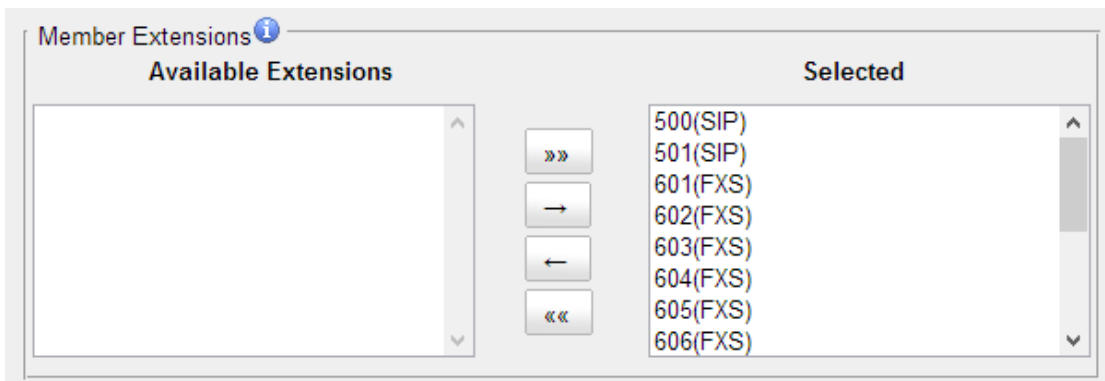 Member Extensions
Available Extensions
Selected
500(SIP)
501(SIP)
601(FXS)
602(FXS)
603(FXS)
604(FXS)
605(FXS)
606(FXS)
»»
→
←
««